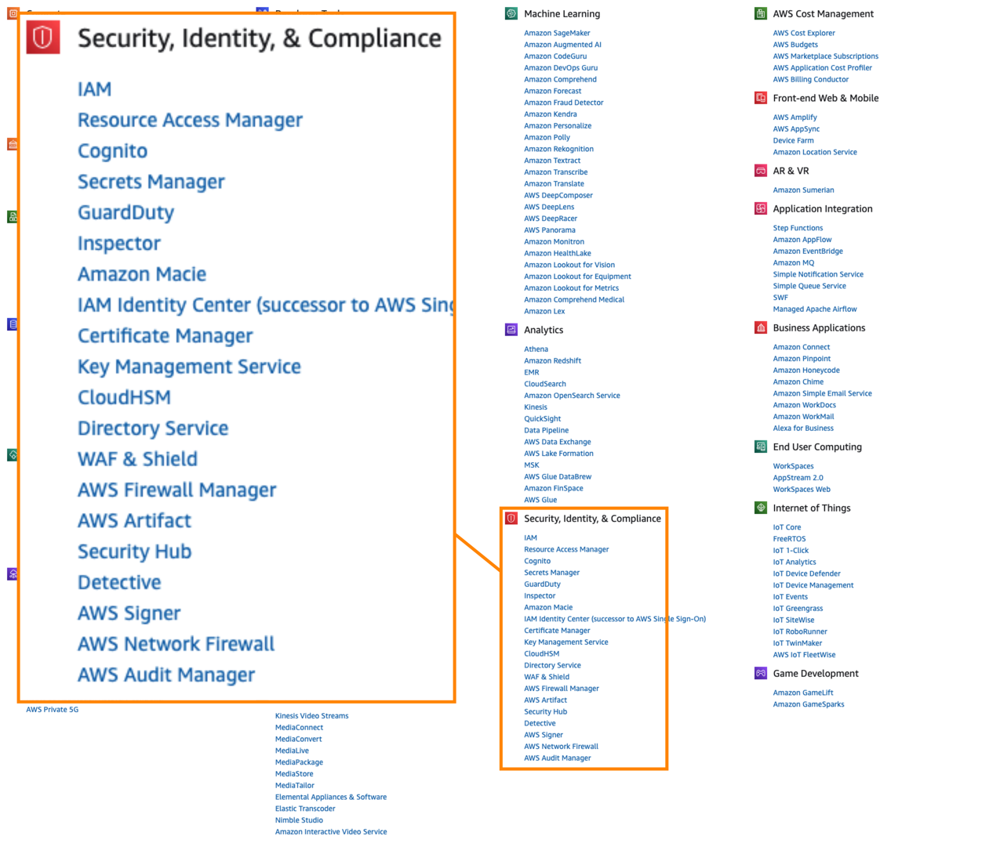 Security, Identity, & Compliance
IAM
Resource Access Manager
Cognito
Secrets Manager
GuardDuty
Inspector
Amazon Macie
IAM Identity Center (successor to AWS Sing
Certificate Manager
Key Management Service
CloudHSM
Directory Service
WAF & Shield
AWS Firewall Manager
AWS Artifact
Security Hub
Detective
AWS Signer
AWS Network Firewall
AWS Audit Manager
AWS Private 5G
Kinesis Video Streams
MediaConnect
MediaConvert
MediaLive
MediaPackage
MediaStore
MediaTailor
Elemental Appliances & Software
Elastic Transcoder
Nimble Studio
Amazon Interactive Video Service
Machine Learning
Amazon SageMaker
Amazon Augmented AI
Amazon CodeGuru
Amazon DevOps Guru
Amazon Comprehend
Amazon Forecast
Amazon Fraud Detector
Amazon Kendra
Amazon Personalize
Amazon Polly
Amazon Rekognition
Amazon Textract
Amazon Transcribe
Amazon Translate
AWS DeepComposer
AWS DeepLens
AWS DeepRacer
AWS Panorama
Amazon Monitron
Amazon HealthLake
Amazon Lookout for Vision
Amazon Lookout for Equipment
Amazon Lookout for Metrics
Amazon Comprehend Medical
Amazon Lex
Analytics
Athena
Amazon Redshift
EMR
CloudSearch
Amazon OpenSearch Service
Kinesis
QuickSight
Data Pipeline
AWS Data Exchange
AWS Lake Formation
MSK
AWS Glue DataBrew
Amazon FinSpace
AWS Glue
Security, Identity, & Compliance
IAM
Resource Access Manager
Cognito
Secrets Manager
GuardDuty
Inspector
Amazon Macie
IAM Identity Center (successor to AWS Single Sign-On)
Certificate Manager
Key Management Service
CloudHSM
Directory Service
WAF & Shield
AWS Firewall Manager
AWS Artifact
Security Hub
Detective
AWS Signer
AWS Network Firewall
AWS Audit Manager
AWS Cost Management
AWS Cost Explorer
AWS Budgets
AWS Marketplace Subscriptions
AWS Application Cost Profiler
AWS Billing Conductor
Front-end Web & Mobile
AWS Amplify
AWS AppSync
Device Farm
Amazon Location Service
AR & VR
Amazon Sumerian
Application Integration
Step Functions
Amazon AppFlow
Amazon EventBridge
Amazon MQ
Simple Notification Service
Simple Queue Service
SWF
Managed Apache Airflow
Business Applications
Amazon Connect
Amazon Pinpoint
Amazon Honeycode
Amazon Chime
Amazon Simple Email Service
Amazon WorkDocs
Amazon WorkMail
Alexa for Business
End User Computing
WorkSpaces
AppStream 2.0
WorkSpaces Web
Internet of Things
IoT Core
FreeRTOS
IoT 1-Click
IoT Analytics
IoT Device Defender
IoT Device Management
IoT Events
IoT Greengrass
IoT SiteWise
IoT RoboRunner
IoT TwinMaker
AWS IoT FleetWise
Game Development
Amazon GameLift
Amazon GameSparks